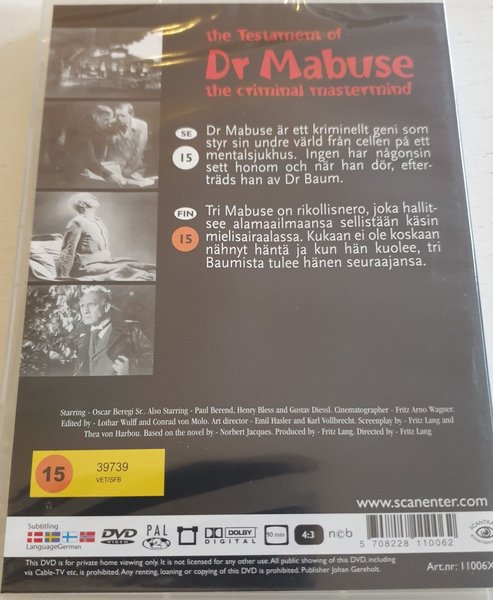 the Testament of
Dr Mabuse
the criminal mastermind
SE
15
Dr Mabuse är ett kriminellt geni som
styr sin undre värld från cellen på ett
mentalsjukhus. Ingen har någonsin
sett honom och när han dör, efter-
träds han av Dr Baum.
FIN
15
Tri Mabuse on rikollisnero, joka hallit-
see alamaailmaansa sellistään käsin
mielisairaalassa. Kukaan ei ole koskaan
nähnyt häntä ja kun hän kuolee, tri
Baumista tulee hänen seuraajansa.
Starring - Oscar Beregi Sr.. Also Starring - Paul Berend, Henry Bless and Gustav Diessl. Cinematographer - Fritz Arno Wagner.
Edited by - Lothar Wulff and Conrad von Molo. Art director - Emil Hasler and Karl Vollbrecht. Screenplay by - Fritz Lang and
Thea von Harbou. Based on the novel by - Norbert Jacques. Produced by - Fritz Lang. Directed by - Fritz Lang
15
39739
VET/SFB
www.scanenter.com
Subtitling
LanguageGerman
DVD
VIDEO
PAL
2
DOLBY
DIGITAL
90 min
4:3
ncb
5 708228 110062
This DVD is for private home viewing only. It is not licensed for any other use. All public showing of this DVD, including
via Cable-TV etc, is prohibited. Any renting, loaning or copying of this DVD is prohibited. Publisher Johan Gereholt.
Art.nr: 11006X